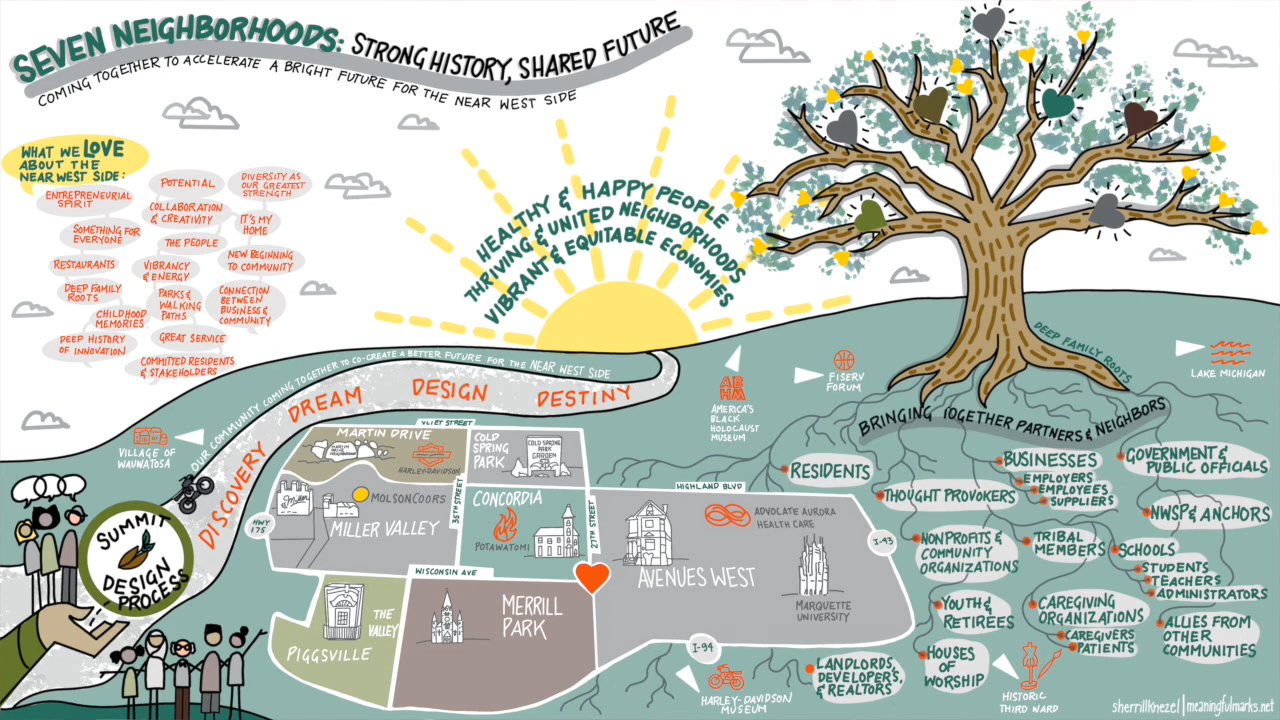 SEVEN NEIGHBORHOODS: STRONG HISTORY, SHARED FUTURE
COMING TOGETHER TO ACCELERATE A BRIGHT FUTURE FOR THE NEAR WEST SIDE
WHAT WE LOVE
ABOUT THE
NEAR WEST SIDE:
ENTREPRENEURIAL
SPIRIT
POTENTIAL
DIVERSITY AS
OUR GREATEST
STRENGTH
COLLABORATION
& CREATIVITY
IT'S MY
HOME
SOMETHING FOR
EVERYONE
THE PEOPLE
NEW BEGINNING
TO COMMUNITY
RESTAURANTS
VIBRANCY
& ENERGY
DEEP FAMILY
ROOTS
PARKS &
WALKING
PATHS
CONNECTION
BETWEEN
BUSINESS &
COMMUNITY
CHILDHOOD
MEMORIES
DEEP HISTORY
OF INNOVATION
GREAT SERVICE
COMMITTED RESIDENTS
& STAKEHOLDERS
HEALTHY & HAPPY PEOPLE
THRIVING & UNITED NEIGHBORHOODS
VIBRANT & EQUITABLE ECONOMIES
OUR COMMUNITY COMING TOGETHER TO CO-CREATE A BETTER FUTURE FOR THE NEAR WEST SIDE
DISCOVERY
DREAM
DESIGN
DESTINY
VILLAGE OF
WAUWATOSA
SUMMIT
DESIGN
PROCESS
VLIET STREET
MARTIN DRIVE
HARLEY-DAVIDSON
COLD
SPRING
PARK
COLD SPRING
PARK
GARDEN
Miller
MOLSON COORS
MILLER VALLEY
35TH STREET
CONCORDIA
POTAWATOMI
27TH STREET
HWY
175
WISCONSIN AVE
HIGHLAND BLVD
ADVOCATE AURORA
HEALTH CARE
I-43
AVENUES WEST
MARQUETTE
UNIVERSITY
THE
VALLEY
PIGGSVILLE
MERRILL
PARK
I-94
ABHM
AMERICA'S
BLACK
HOLOCAUST
MUSEUM
FISERV
FORUM
LAKE MICHIGAN
DEEP FAMILY ROOTS
BRINGING TOGETHER PARTNERS & NEIGHBORS
RESIDENTS
BUSINESSES
EMPLOYERS
EMPLOYEES
SUPPLIERS
GOVERNMENT &
PUBLIC OFFICIALS
THOUGHT PROVOKERS
NWSP & ANCHORS
NONPROFITS &
COMMUNITY
ORGANIZATIONS
TRIBAL
MEMBERS
SCHOOLS
STUDENTS
TEACHERS
ADMINISTRATORS
YOUTH &
RETIREES
CAREGIVING
ORGANIZATIONS
CAREGIVERS
PATIENTS
ALLIES FROM
OTHER
COMMUNITIES
HOUSES
OF
WORSHIP
LANDLORDS,
DEVELOPERS,
& REALTORS
HARLEY-DAVIDSON
MUSEUM
HISTORIC
THIRD WARD
sherrillknezel | meaningfulmarks.net